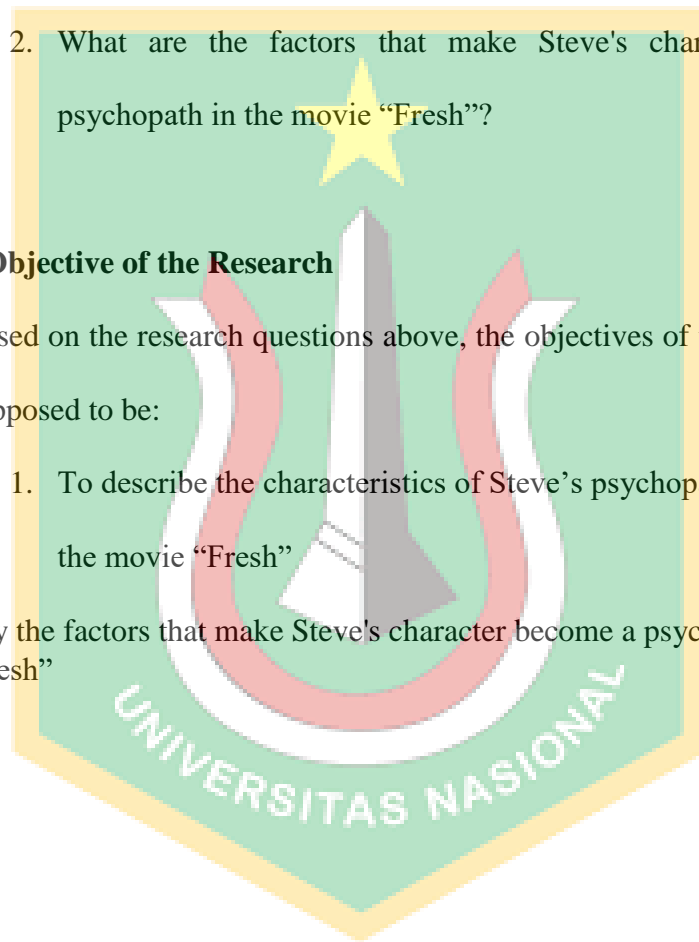 2. What are the factors that make Steve's char
psychopath in the movie “Fresh”?
Objective of the Research
sed on the research questions above, the objectives of
pposed to be:
1. To describe the characteristics of Steve’s psychop
the movie “Fresh”
y the factors that make Steve's character become a psyc
esh”
UNIVERSITAS NASIONAL